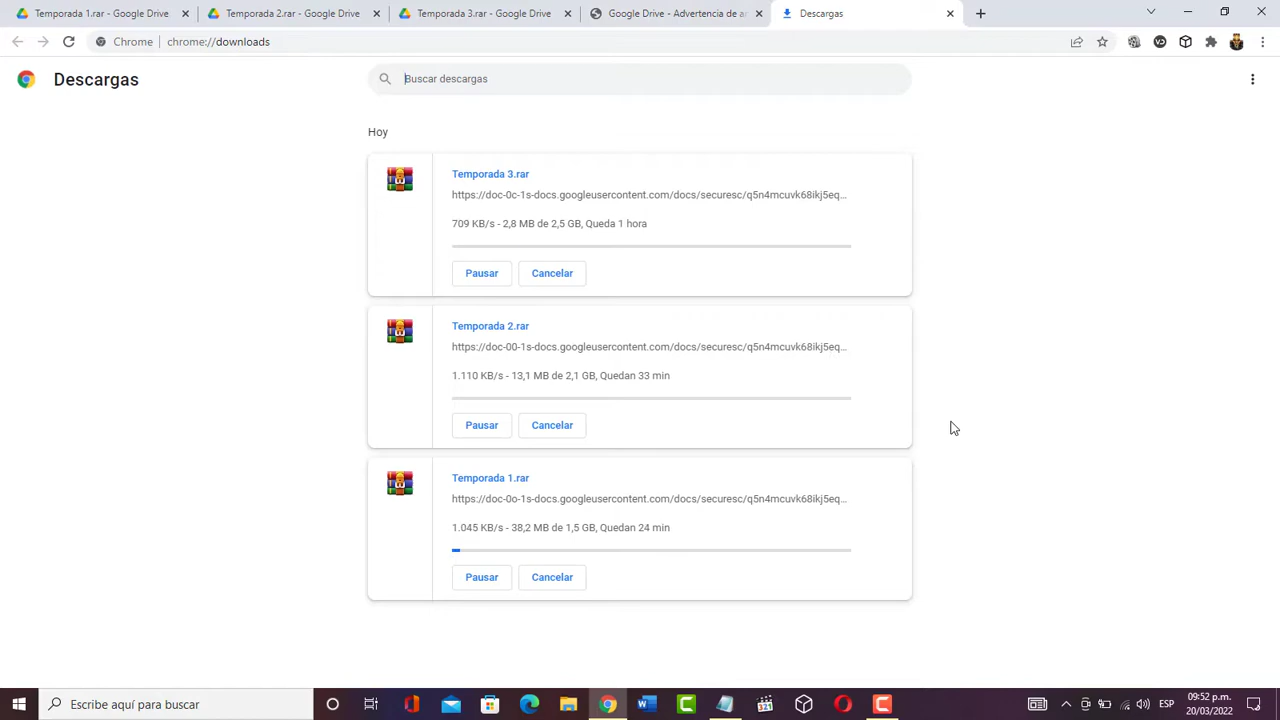 Temporada 1.rar - Google Drive
Temporada 2.rar - Google Drive
Temporada 3.rar - Google Drive
Google Drive - Advertencia de ar
Descargas
Chrome
chrome://downloads
Descargas
Buscar descargas
Hoy
Temporada 3.rar
https://doc-0c-1s-docs.googleusercontent.com/docs/securesc/q5n4mcuvk68ikj5eq...
709 KB/s - 2,8 MB de 2,5 GB, Queda 1 hora
Pausar
Cancelar
Temporada 2.rar
https://doc-00-1s-docs.googleusercontent.com/docs/securesc/q5n4mcuvk68ikj5eq...
1.110 KB/s - 13,1 MB de 2,1 GB, Quedan 33 min
Pausar
Cancelar
Temporada 1.rar
https://doc-0o-1s-docs.googleusercontent.com/docs/securesc/q5n4mcuvk68ikj5eq...
1.045 KB/s - 38,2 MB de 1,5 GB, Quedan 24 min
Pausar
Cancelar
Escribe aquí para buscar
ESP
09:52 p.m.
20/03/2022